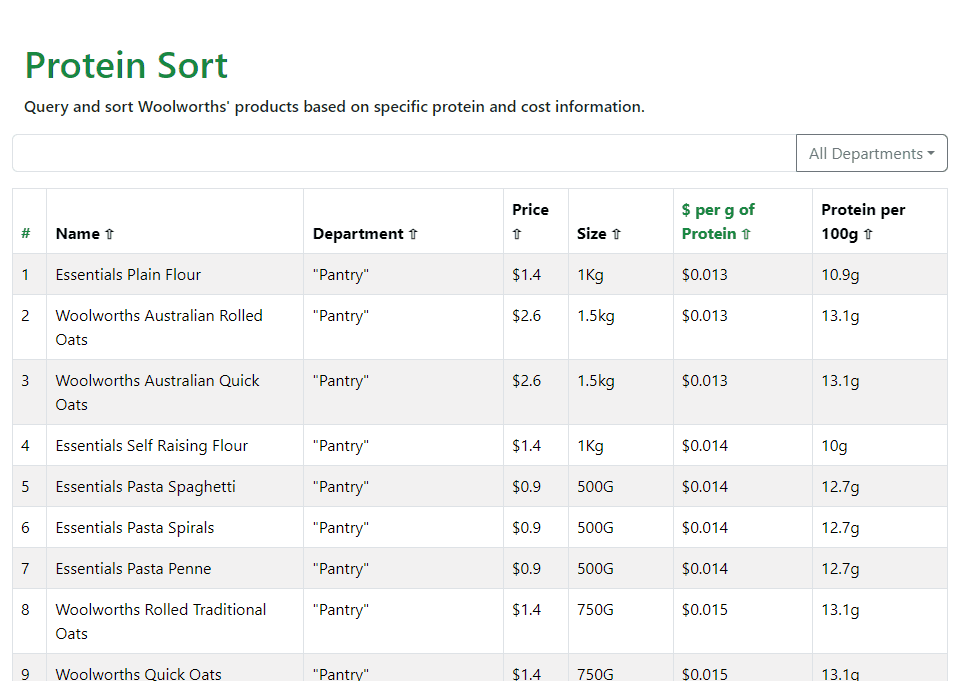 Protein Sort
Query and sort Woolworths' products based on specific protein and cost information.
All Departments
# Name ⇧ Department ⇧ Price ⇧ Size ⇧ $ per g of Protein ⇧ Protein per 100g ⇧
1 Essentials Plain Flour "Pantry" $1.4 1Kg $0.013 10.9g
2 Woolworths Australian Rolled Oats "Pantry" $2.6 1.5kg $0.013 13.1g
3 Woolworths Australian Quick Oats "Pantry" $2.6 1.5kg $0.013 13.1g
4 Essentials Self Raising Flour "Pantry" $1.4 1Kg $0.014 10g
5 Essentials Pasta Spaghetti "Pantry" $0.9 500G $0.014 12.7g
6 Essentials Pasta Spirals "Pantry" $0.9 500G $0.014 12.7g
7 Essentials Pasta Penne "Pantry" $0.9 500G $0.014 12.7g
8 Woolworths Rolled Traditional Oats "Pantry" $1.4 750G $0.015 13.1g
9 Woolworths Quick Oats "Pantry" $1.4 750G $0.015 13.1g